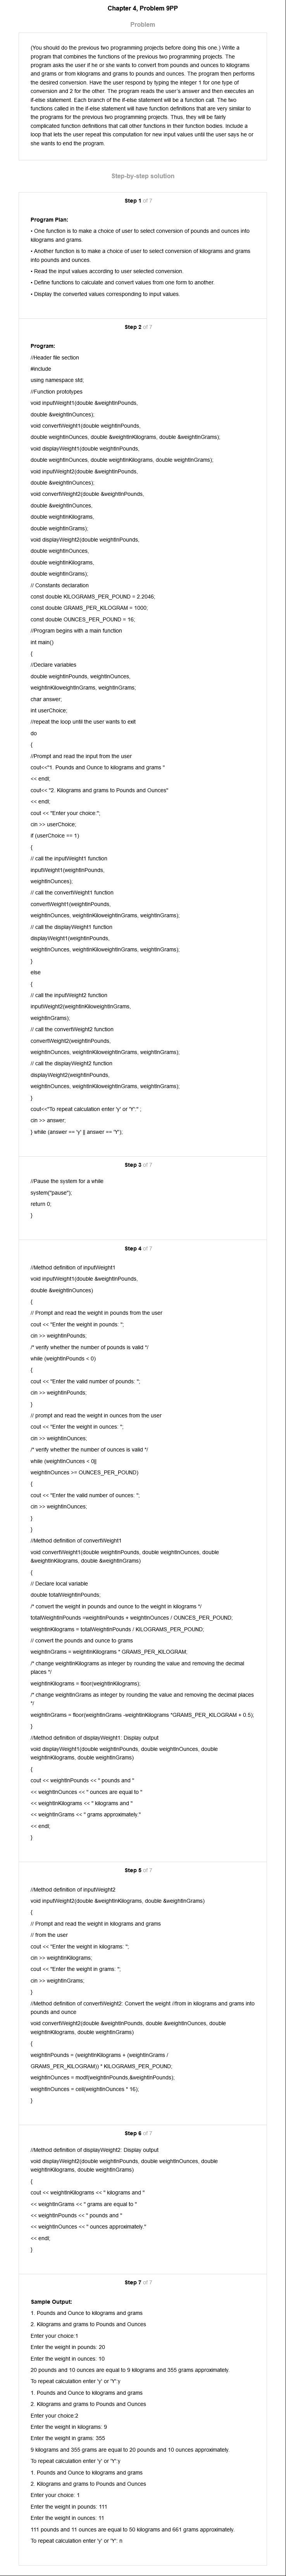 Chapter 4, Problem 9PP
Problem
(You should do the previous two programming projects before doing this one.) Write a
program that combines the functions of the previous two programming projects. The
program asks the user if he or she wants to convert from pounds and ounces to kilograms
and grams or from kilograms and grams to pounds and ounces. The program then performs
the desired conversion. Have the user respond by typing the integer 1 for one type of
conversion and 2 for the other. The program reads the user's answer and then executes an
if-else statement. Each branch of the if-else statement will be a function call. The two
functions called in the if-else statement will have function definitions that are very similar to
the programs for the previous two programming projects. Thus, they will be fairly
complicated function definitions that call other functions in their function bodies. Include a
loop that lets the user repeat this computation for new input values until the user says he or
she wants to end the program.
Step-by-step solution
Step 1 of 7
Program Plan:
• One function is to make a choice of user to select conversion of pounds and ounces into
kilograms and grams.
• Another function is to make a choice of user to select conversion of kilograms and grams
into pounds and ounces.
• Read the input values according to user selected conversion.
• Define functions to calculate and convert values from one form to another.
• Display the converted values corresponding to input values.
Step 2 of 7
Program:
//Header file section
#include
using namespace std;
//Function prototypes
void inputWeight1(double &weightInPounds,
double &weightInOunces);
void convertWeight1(double weightInPounds,
double weightInOunces, double &weightInKilograms, double &weightInGrams);
void displayWeight1(double weightInPounds,
double weightInOunces, double weightInKilograms, double weightInGrams);
void inputWeight2(double &weightInPounds,
double &weightInOunces);
void convertWeight2(double &weightInPounds,
double &weightInOunces,
double weightInKilograms,
double weightInGrams);
void displayWeight2(double weightInPounds,
double weightInOunces,
double weightInKilograms,
double weightInGrams);
// Constants declaration
const double KILOGRAMS_PER_POUND = 2.2046;
const double GRAMS_PER_KILOGRAM = 1000;
const double OUNCES_PER_POUND = 16;
//Program begins with a main function
int main()
{
//Declare variables
double weightInPounds, weightInOunces,
weightInKiloweightInGrams, weightInGrams;
char answer;
int userChoice;
//repeat the loop until the user wants to exit
do
{
//Prompt and read the input from the user
cout<<"1. Pounds and Ounce to kilograms and grams "
<< endl;
cout<< "2. Kilograms and grams to Pounds and Ounces"
<< endl;
cout << "Enter your choice:";
cin >> userChoice;
if (userChoice == 1)
{
// call the inputWeight1 function
inputWeight1(weightInPounds,
weightInOunces);
// call the convertWeight1 function
convertWeight1(weightInPounds,
weightInOunces, weightInKiloweightInGrams, weightInGrams);
// call the displayWeight1 function
displayWeight1(weightInPounds,
weightInOunces, weightInKiloweightInGrams, weightInGrams);
}
else
{
// call the inputWeight2 function
inputWeight2(weightInKiloweightInGrams,
weightInGrams);
// call the convertWeight2 function
convertWeight2(weightInPounds,
weightInOunces, weightInKiloweightInGrams, weightInGrams);
// call the displayWeight2 function
displayWeight2(weightInPounds,
weightInOunces, weightInKiloweightInGrams, weightInGrams);
}
cout<<"To repeat calculation enter 'y' or 'Y':" ;
cin >> answer;
} while (answer == 'y' || answer == 'Y');
Step 3 of 7
//Pause the system for a while
system("pause");
return 0;
}
Step 4 of 7
//Method definition of inputWeight1
void inputWeight1(double &weightInPounds,
double &weightInOunces)
{
// Prompt and read the weight in pounds from the user
cout << "Enter the weight in pounds: ";
cin >> weightInPounds;
/* verify whether the number of pounds is valid */
while (weightInPounds < 0)
{
cout << "Enter the valid number of pounds: ";
cin >> weightInPounds;
}
// prompt and read the weight in ounces from the user
cout << "Enter the weight in ounces: ";
cin >> weightInOunces;
/* verify whether the number of ounces is valid */
while (weightInOunces < 0||
weightInOunces >= OUNCES_PER_POUND)
{
cout << "Enter the valid number of ounces: ";
cin >> weightInOunces;
}
}
//Method definition of convertWeight1
void convertWeight1(double weightInPounds, double weightInOunces, double
&weightInKilograms, double &weightInGrams)
{
// Declare local variable
double totalWeightInPounds;
/* convert the weight in pounds and ounce to the weight in kilograms */
totalWeightInPounds =weightInPounds + weightInOunces / OUNCES_PER_POUND;
weightInKilograms = totalWeightInPounds / KILOGRAMS_PER_POUND;
// convert the pounds and ounce to grams
weightInGrams = weightInKilograms * GRAMS_PER_KILOGRAM;
/* change weightInKilograms as integer by rounding the value and removing the decimal
places */
weightInKilograms = floor(weightInKilograms);
/* change weightInGrams as integer by rounding the value and removing the decimal places
*/
weightInGrams = floor(weightInGrams -weightInKilograms *GRAMS_PER_KILOGRAM + 0.5);
}
//Method definition of displayWeight1: Display output
void displayWeight1(double weightInPounds, double weightInOunces, double
weightInKilograms, double weightInGrams)
{
cout << weightInPounds << " pounds and "
<< weightInOunces << " ounces are equal to "
<< weightInKilograms << " kilograms and "
<< weightInGrams << " grams approximately."
<< endl;
}
Step 5 of 7
//Method definition of inputWeight2
void inputWeight2(double &weightInKilograms, double &weightInGrams)
{
// Prompt and read the weight in kilograms and grams
// from the user
cout << "Enter the weight in kilograms: ";
cin >> weightInKilograms;
cout << "Enter the weight in grams: ";
cin >> weightInGrams;
}
//Method definition of convertWeight2: Convert the weight //from in kilograms and grams into
pounds and ounce
void convertWeight2(double &weightInPounds, double &weightInOunces, double
weightInKilograms, double weightInGrams)
{
weightInPounds = (weightInKilograms + (weightInGrams /
GRAMS_PER_KILOGRAM)) * KILOGRAMS_PER_POUND;
weightInOunces = modf(weightInPounds,&weightInPounds);
weightInOunces = ceil(weightInOunces * 16);
}
Step 6 of 7
//Method definition of displayWeight2: Display output
void displayWeight2(double weightInPounds, double weightInOunces, double
weightInKilograms, double weightInGrams)
{
cout << weightInKilograms << " kilograms and "
<< weightInGrams << " grams are equal to "
<< weightInPounds << " pounds and "
<< weightInOunces << " ounces approximately."
<< endl;
}
Step 7 of 7
Sample Output:
1. Pounds and Ounce to kilograms and grams
2. Kilograms and grams to Pounds and Ounces
Enter your choice:1
Enter the weight in pounds: 20
Enter the weight in ounces: 10
20 pounds and 10 ounces are equal to 9 kilograms and 355 grams approximately.
To repeat calculation enter 'y' or 'Y':y
1. Pounds and Ounce to kilograms and grams
2. Kilograms and grams to Pounds and Ounces
Enter your choice:2
Enter the weight in kilograms: 9
Enter the weight in grams: 355
9 kilograms and 355 grams are equal to 20 pounds and 10 ounces approximately.
To repeat calculation enter 'y' or 'Y':y
1. Pounds and Ounce to kilograms and grams
2. Kilograms and grams to Pounds and Ounces
Enter your choice: 1
Enter the weight in pounds: 111
Enter the weight in ounces: 11
111 pounds and 11 ounces are equal to 50 kilograms and 661 grams approximately.
To repeat calculation enter 'y' or 'Y': n